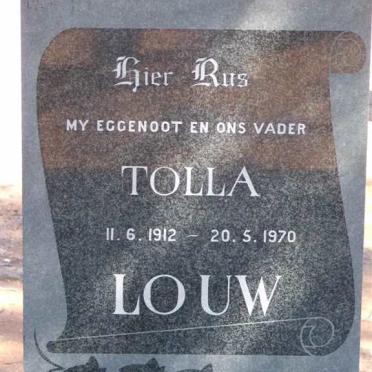 Hier Rus
MY EGGENOOT EN ONS VADER
TOLLA
11. 6. 1912 – 20. 5. 1970
LOUW